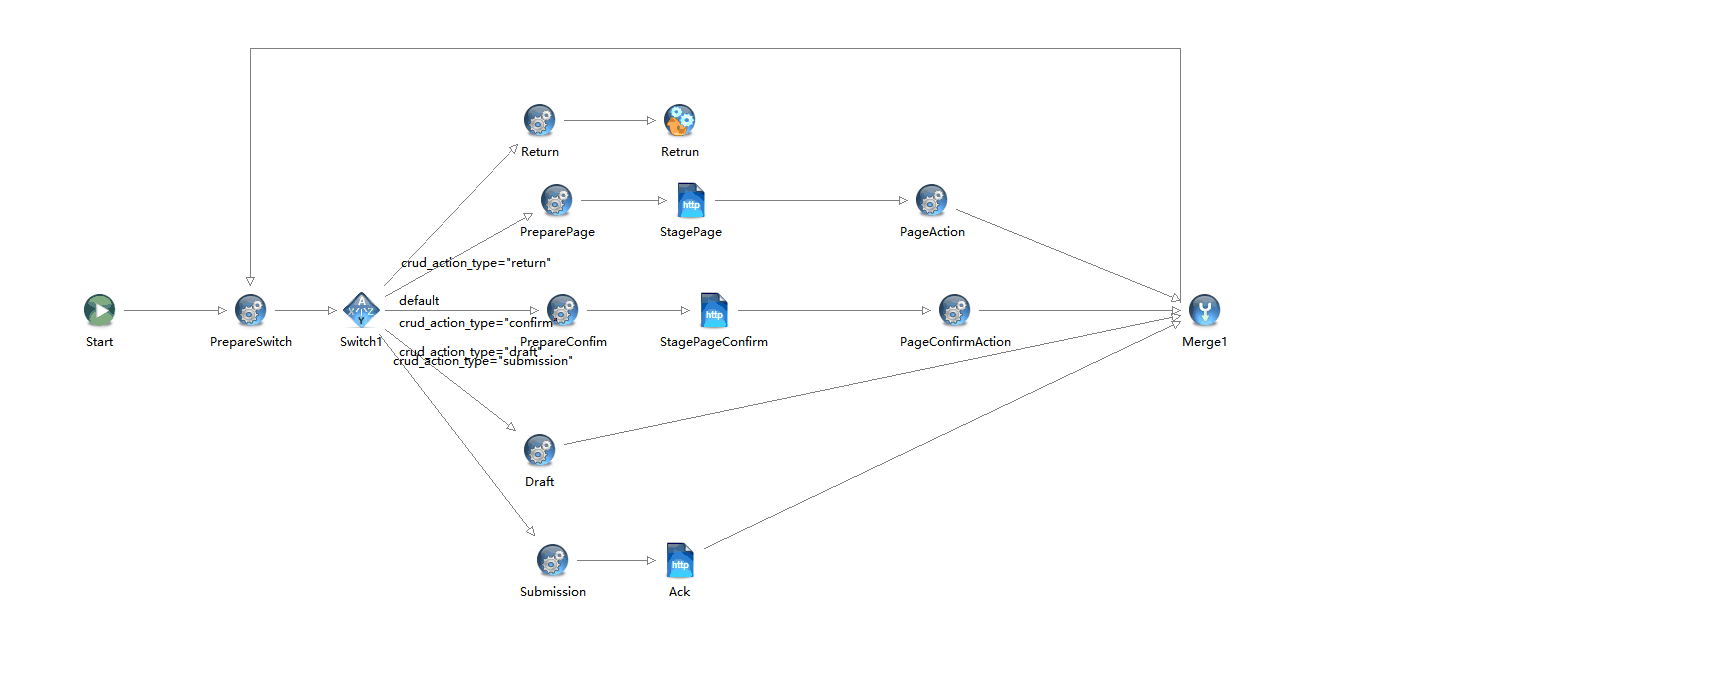 Return
Retrun
PreparePage
http
StagePage
PageAction
crud_action_type="return"
default
Start
PrepareSwitch
A
X/Z
Y
Switch1
crud_action_type="confirm"
PrepareConfim
http
StagePageConfirm
PageConfirmAction
Merge1
crud_action_type="draft"
crud_action_type="submission"
Draft
Submission
http
Ack